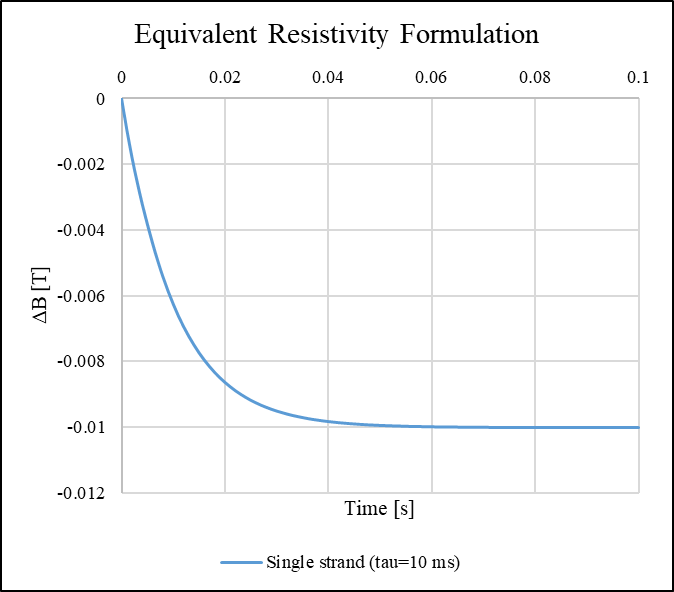 Equivalent Resistivity Formulation
0 0.02 0.04 0.06 0.08 0.1
0
-0.002
-0.004
-0.006
-0.008
-0.01
-0.012
ΔB [T]
Time [s]
Single strand (tau=10 ms)